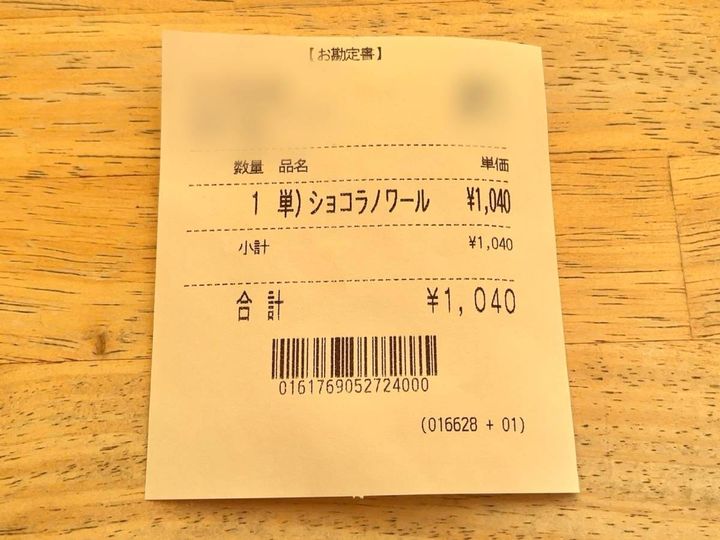 【お勘定書】
数量 品名 単価
1 単)ショコラノワール ¥1,040
小計 ¥1,040
合計 ¥1,040
0161769052724000
(016628 + 01)